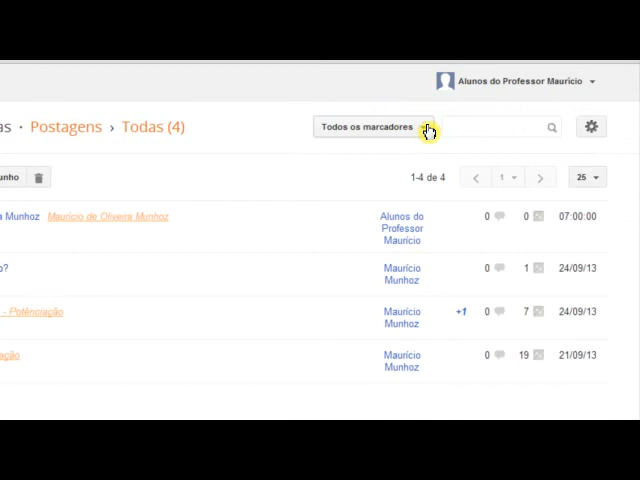 Alunos do Professor Maurício
as · Postagens › Todas (4)
Todos os marcadores
unho
1-4 de 4
1
25
a Munhoz Maurício de Oliveira Munhoz
Alunos do
Professor
Maurício
0 0 07:00:00
o?
Maurício
Munhoz
0 1 24/09/13
- Potênciação
Maurício
Munhoz
+1 0 7 24/09/13
ação
Maurício
Munhoz
0 19 21/09/13